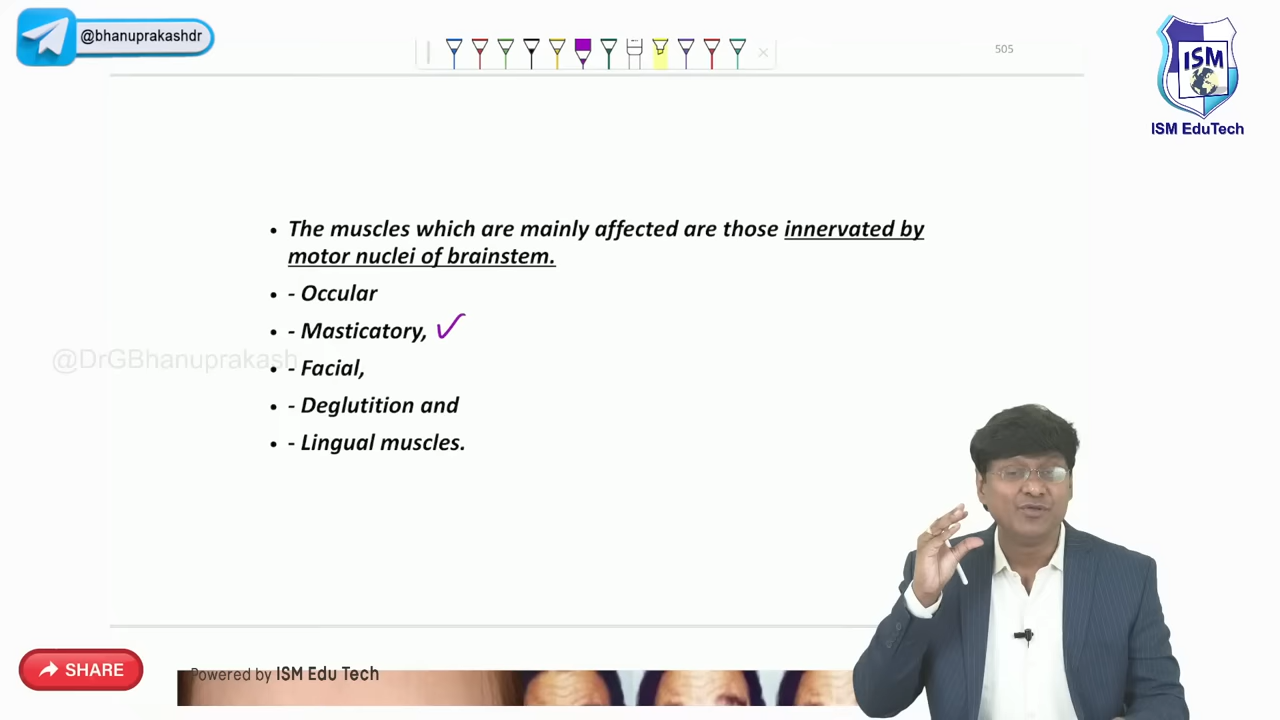 @bhanuprakashdr
505
ISM
ISM EduTech
• The muscles which are mainly affected are those innervated by
motor nuclei of brainstem.
• - Occular
• - Masticatory,
@DrGBhanuprakash
• - Facial,
• - Deglutition and
• - Lingual muscles.
SHARE
Powered by ISM Edu Tech